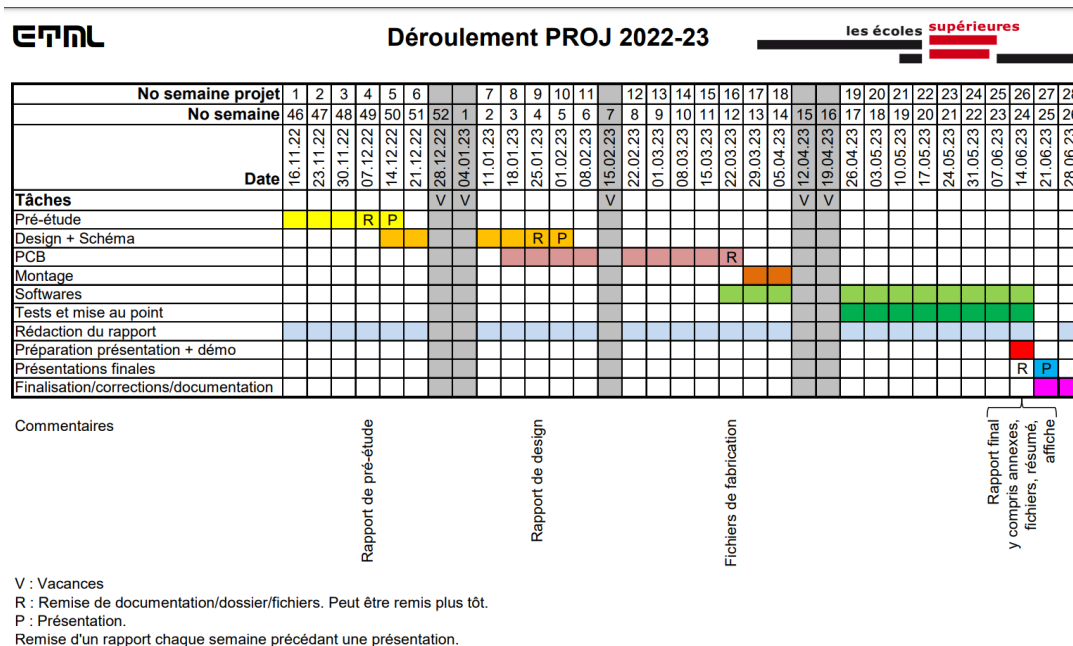 ETML
Déroulement PROJ 2022-23
les écoles supérieures
No semaine projet 1 2 3 4 5 6 7 8 9 10 11 12 13 14 15 16 17 18 19 20 21 22 23 24 25 26 27 28
No semaine 46 47 48 49 50 51 52 1 2 3 4 5 6 7 8 9 10 11 12 13 14 15 16 17 18 19 20 21 22 23 24 25 26
Date 16.11.22 23.11.22 30.11.22 07.12.22 14.12.22 21.12.22 28.12.22 04.01.23 11.01.23 18.01.23 25.01.23 01.02.23 08.02.23 15.02.23 22.02.23 01.03.23 08.03.23 15.03.23 22.03.23 29.03.23 05.04.23 12.04.23 19.04.23 26.04.23 03.05.23 10.05.23 17.05.23 24.05.23 31.05.23 07.06.23 14.06.23 21.06.23 28.06.23
Tâches V V V V V
Pré-étude R P
Design + Schéma R P
PCB R
Montage
Softwares
Tests et mise au point
Rédaction du rapport
Préparation présentation + démo
Présentations finales R P
Finalisation/corrections/documentation
Commentaires
Rapport de pré-étude
Rapport de design
Fichiers de fabrication
Rapport final
y compris annexes,
fichiers, résumé,
affiche
V : Vacances
R : Remise de documentation/dossier/fichiers. Peut être remis plus tôt.
P : Présentation.
Remise d'un rapport chaque semaine précédant une présentation.